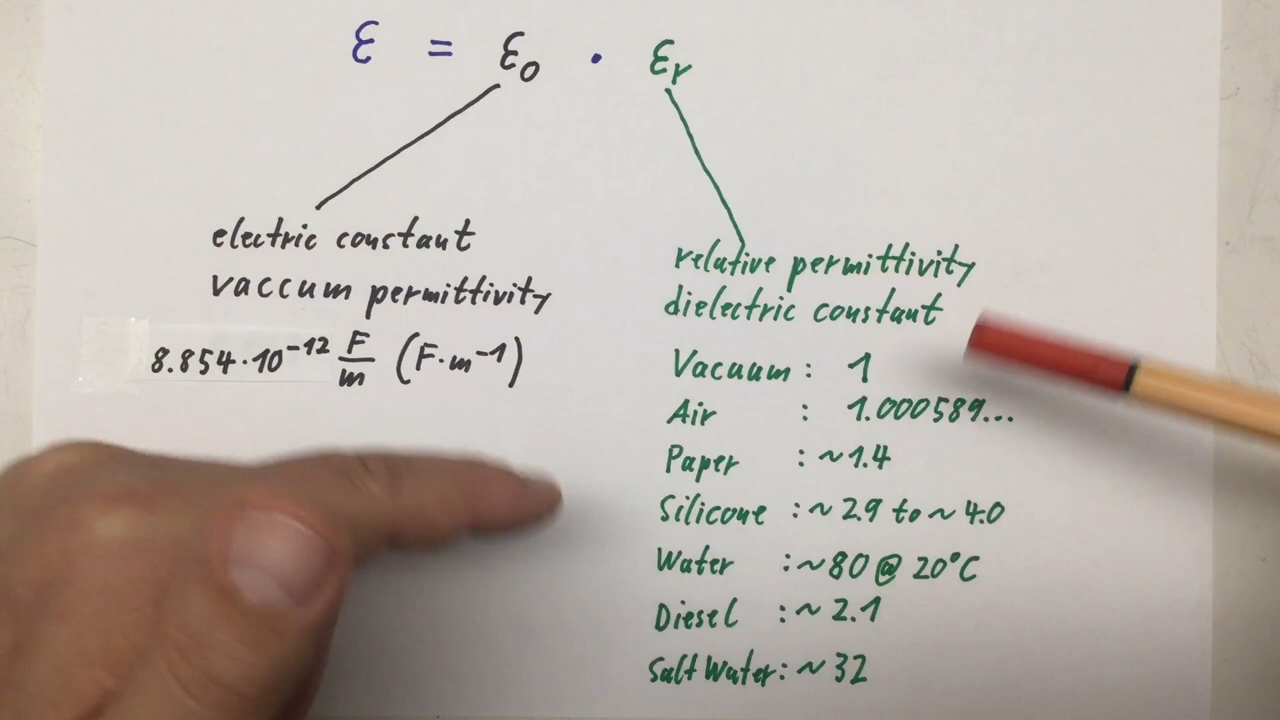 ε = ε₀ · εᵣ
electric constant
vaccum permittivity
8.854·10⁻¹² F/m (F·m⁻¹)
relative permittivity
dielectric constant
Vacuum : 1
Air : 1.000589...
Paper : ~1.4
Silicone : ~ 2.9 to ~ 4.0
Water : ~80 @ 20°C
Diesel : ~ 2.1
Salt Water : ~ 32